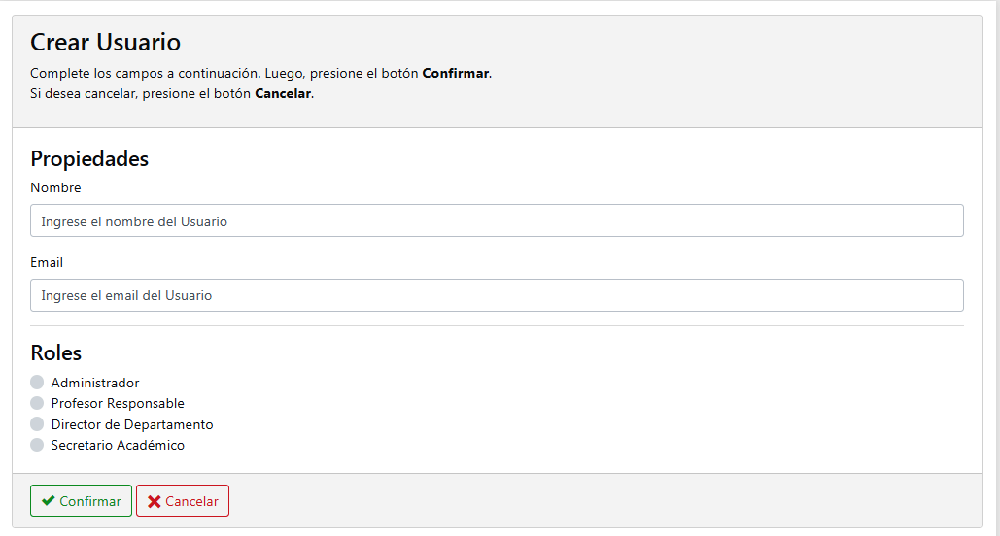 Crear Usuario
Complete los campos a continuación. Luego, presione el botón Confirmar.
Si desea cancelar, presione el botón Cancelar.
Propiedades
Nombre
Ingrese el nombre del Usuario
Email
Ingrese el email del Usuario
Roles
Administrador
Profesor Responsable
Director de Departamento
Secretario Académico
Confirmar Cancelar